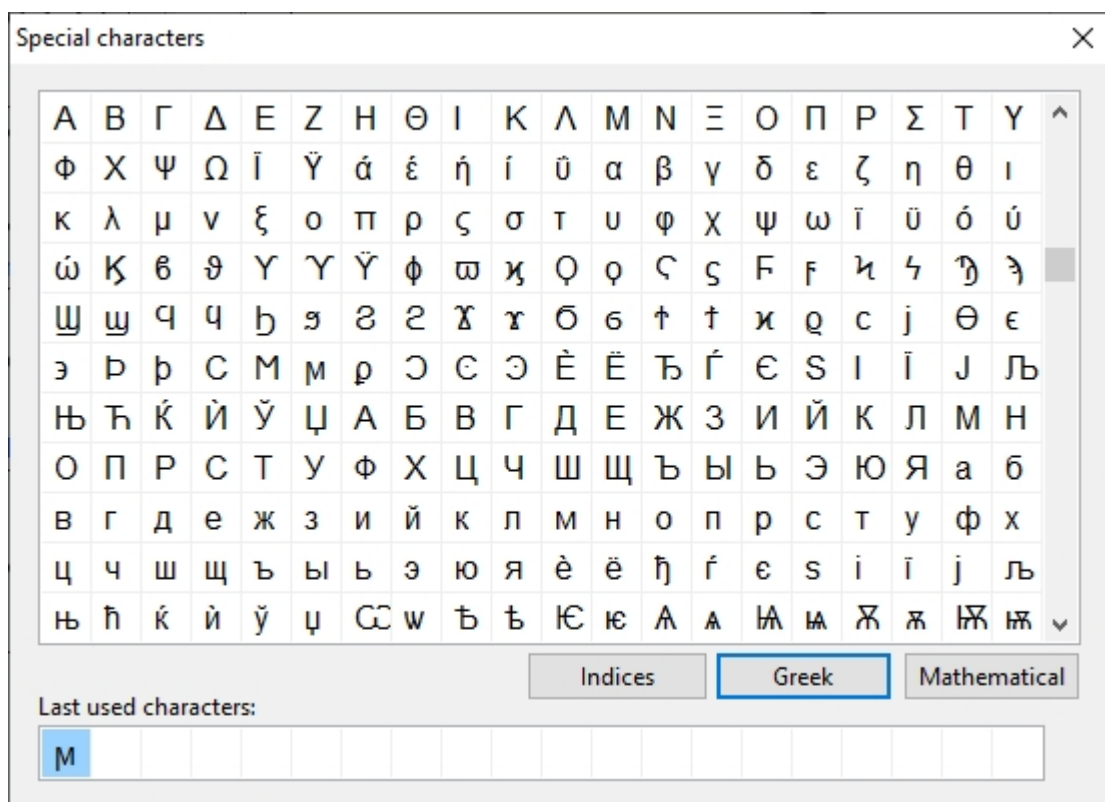 Special characters
Α Β Γ Δ Ε Ζ Η Θ Ι Κ Λ Μ Ν Ξ Ο Π Ρ Σ Τ Υ
Φ Χ Ψ Ω Ϊ Ϋ ά έ ή ί ΰ α β γ δ ε ζ η θ ι
κ λ μ ν ξ ο π ρ ς σ τ υ φ χ ψ ω ϊ ϋ ό ύ
ώ Ϗ ϐ ϑ ϒ ϓ ϔ ϕ ϖ ϗ Ϙ ϙ Ϛ ϛ Ϝ ϝ Ϟ ϟ Ϡ ϡ
Ϣ ϣ Ϥ ϥ Ϧ ϧ Ϩ ϩ Ϫ ϫ Ϭ ϭ Ϯ ϯ ϰ ϱ ϲ ϳ ϴ ϵ
϶ Ϸ ϸ Ϲ Ϻ ϻ ϼ Ͻ Ͼ Ͽ Ѐ Ё Ђ Ѓ Є Ѕ І Ї Ј Љ
Њ Ћ Ќ Ѝ Ў Џ А Б В Г Д Е Ж З И Й К Л М Н
О П Р С Т У Ф Х Ц Ч Ш Щ Ъ Ы Ь Э Ю Я а б
в г д е ж з и й к л м н о п р с т у ф х
ц ч ш щ ъ ы ь э ю я ѐ ё ђ ѓ є ѕ і ї ј љ
њ ћ ќ ѝ ў џ Ѡ ѡ Ѣ ѣ Ѥ ѥ Ѧ ѧ Ѩ ѩ Ѫ ѫ Ѭ ѭ
Indices Greek Mathematical
Last used characters:
ϻ